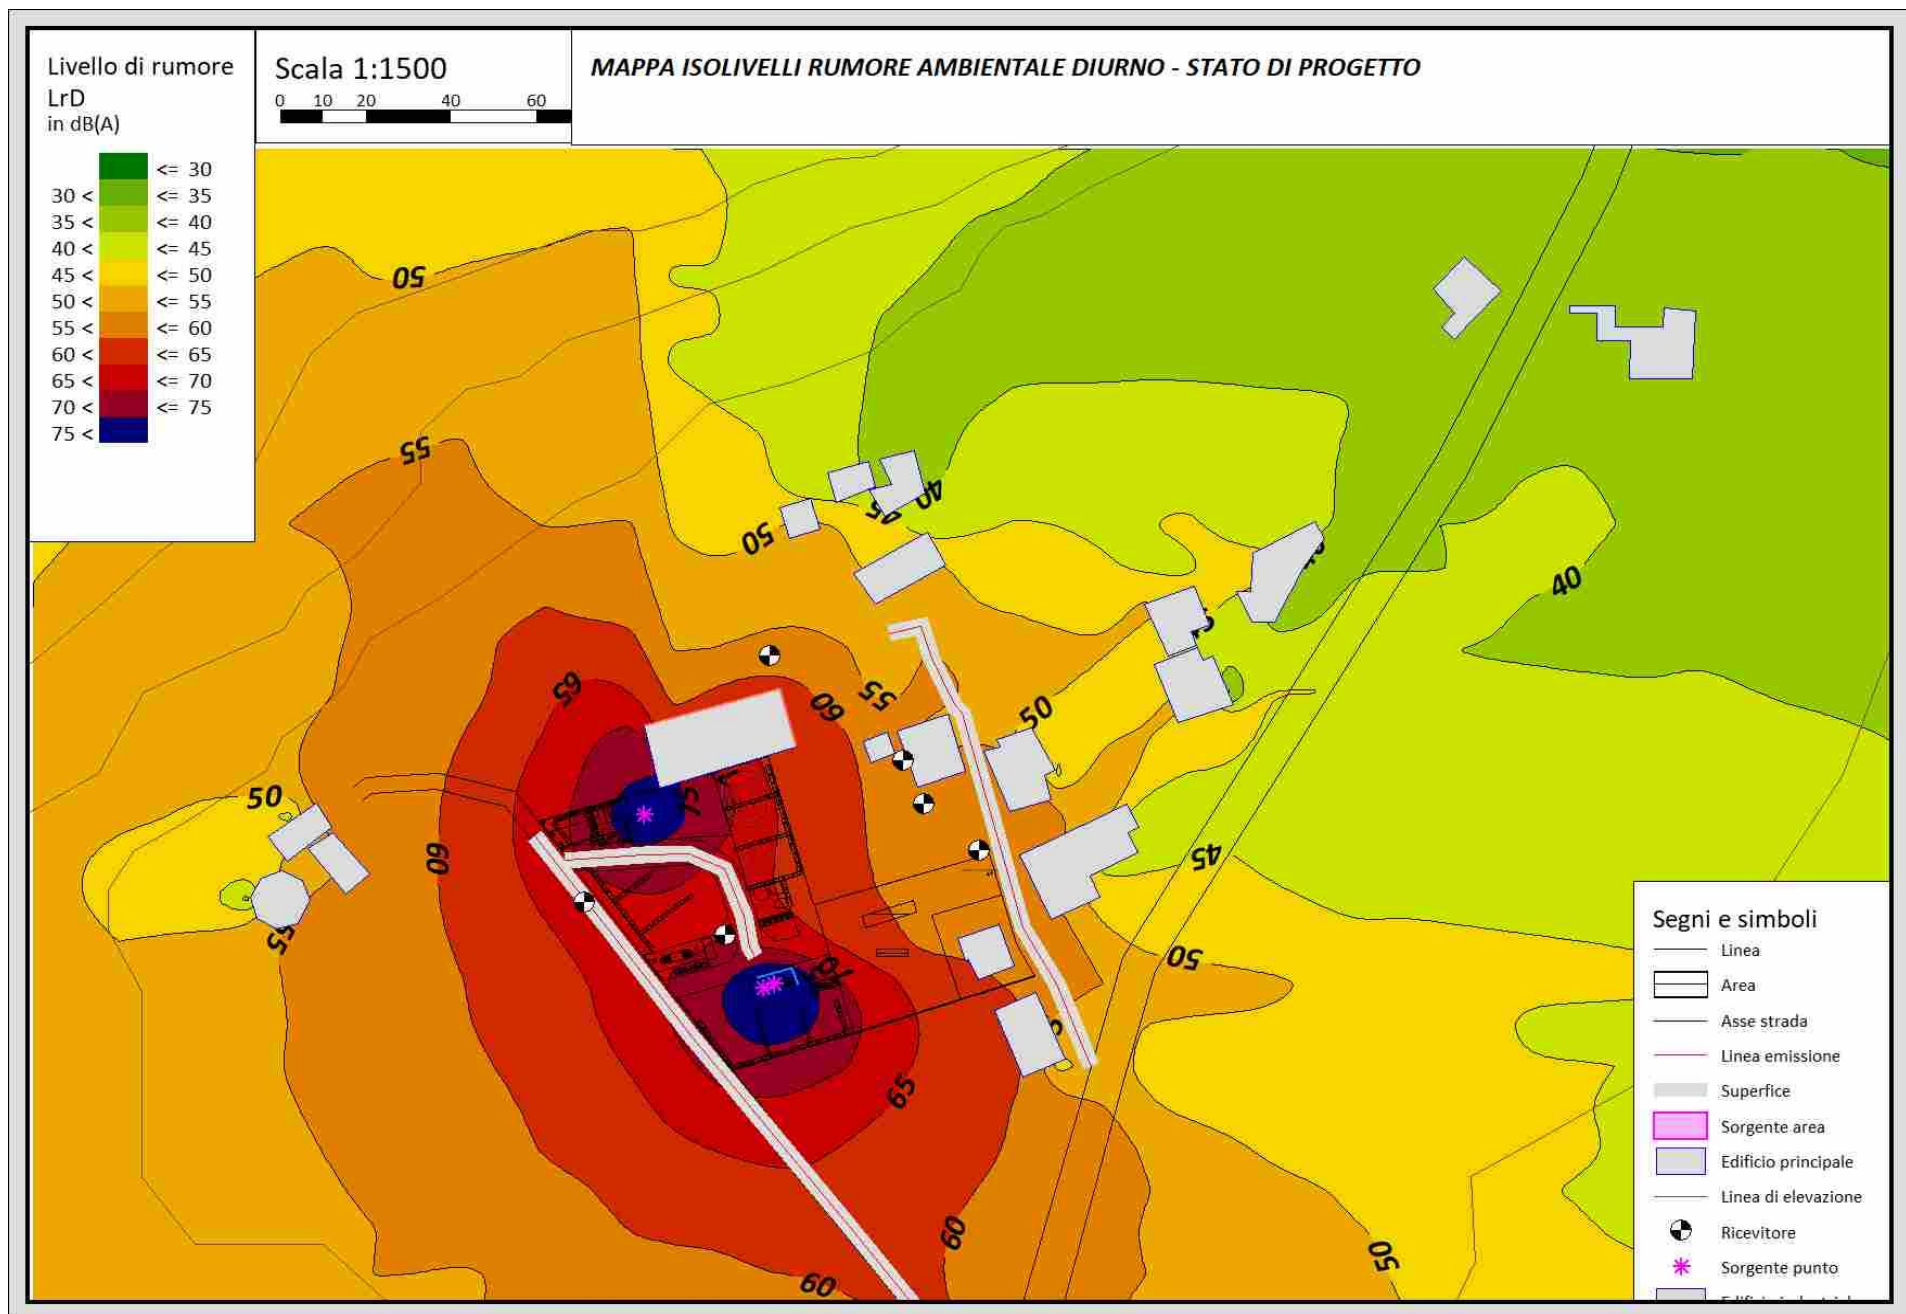 Livello di rumore
LrD
in dB(A)
<= 30
30 < <= 35
35 < <= 40
40 < <= 45
45 < <= 50
50 < <= 55
55 < <= 60
60 < <= 65
65 < <= 70
70 < <= 75
75 <
Scala 1:1500
0 10 20 40 60
MAPPA ISOLIVELLI RUMORE AMBIENTALE DIURNO - STATO DI PROGETTO
50
55
50
45
40
40
65
60
55
50
50
75
60
45
55
50
70
65
60
60
50
Segni e simboli
Linea
Area
Asse strada
Linea emissione
Superfice
Sorgente area
Edificio principale
Linea di elevazione
Ricevitore
Sorgente punto